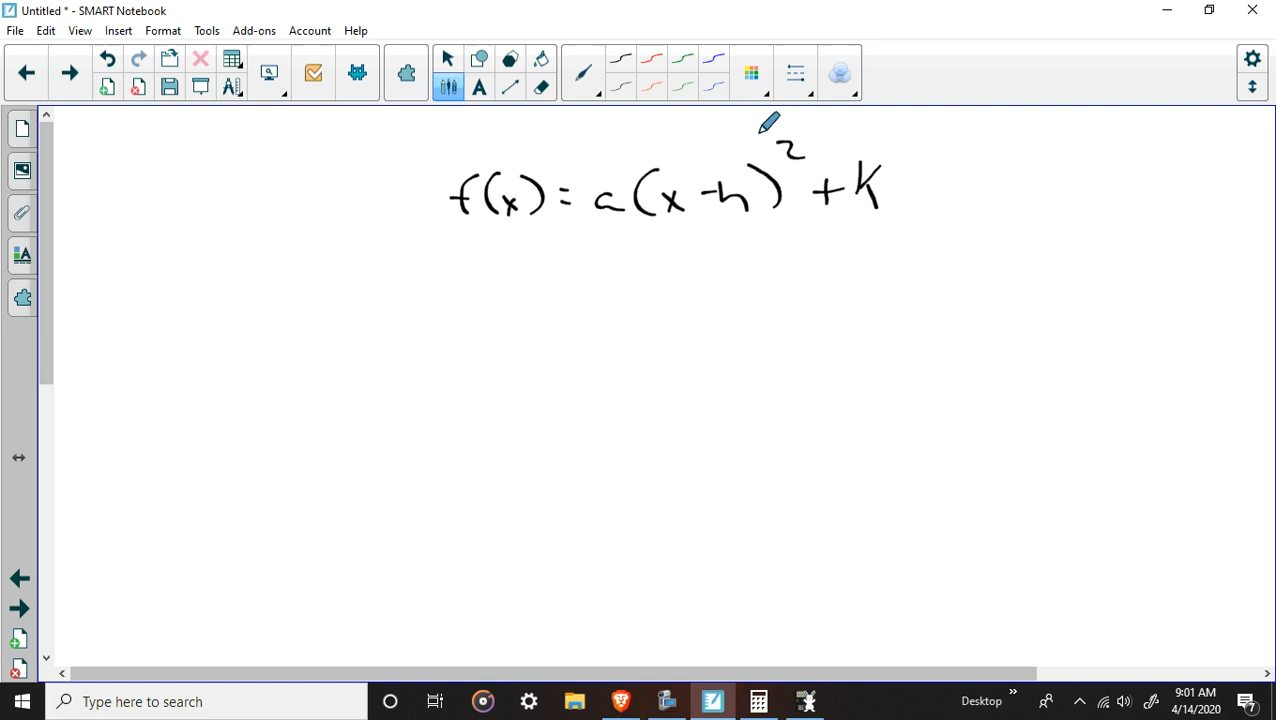 Untitled * - SMART Notebook
File Edit View Insert Format Tools Add-ons Account Help
f(x) = a(x-h)² + k
Type here to search
Desktop
9:01 AM
4/14/2020
7